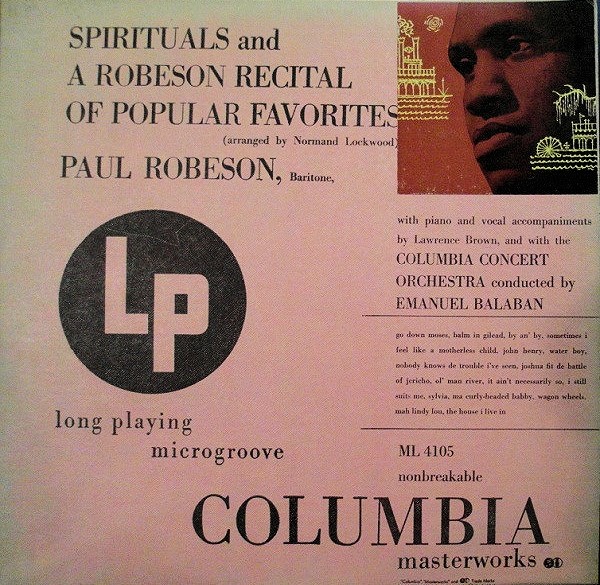 SPIRITUALS and
A ROBESON RECITAL
OF POPULAR FAVORITES
(arranged by Normand Lockwood)
PAUL ROBESON, Baritone,
with piano and vocal accompaniments
by Lawrence Brown, and with the
COLUMBIA CONCERT
ORCHESTRA conducted by
EMANUEL BALABAN
LP
long playing
microgroove
go down moses, balm in gilead, by an' by, sometimes i
feel like a motherless child, john henry, water boy,
nobody knows de trouble i've seen, joshua fit de battle
of jericho, ol' man river, it ain't necessarily so, i still
suits me, sylvia, ma curly-headed babby, wagon wheels,
mah lindy lou, the house i live in
ML 4105
nonbreakable
COLUMBIA
masterworks
"Columbia", "Masterworks" and Trade Marks